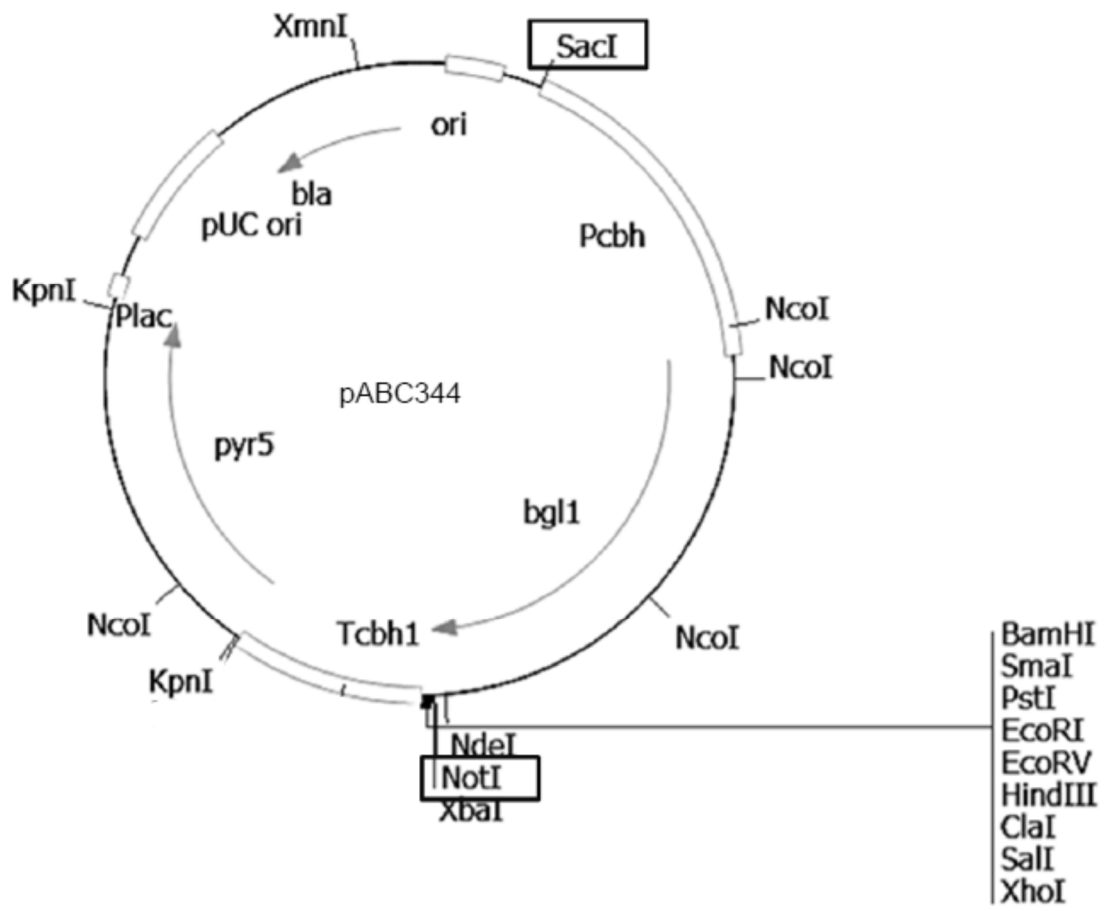 XmnI
SacI
ori
bla
pUC ori
Pcbh
KpnI
Plac
NcoI
NcoI
pABC344
pyr5
bgl1
NcoI
Tcbh1
NcoI
KpnI
NdeI
NotI
XbaI
BamHI
SmaI
PstI
EcoRI
EcoRV
HindIII
ClaI
SalI
XhoI